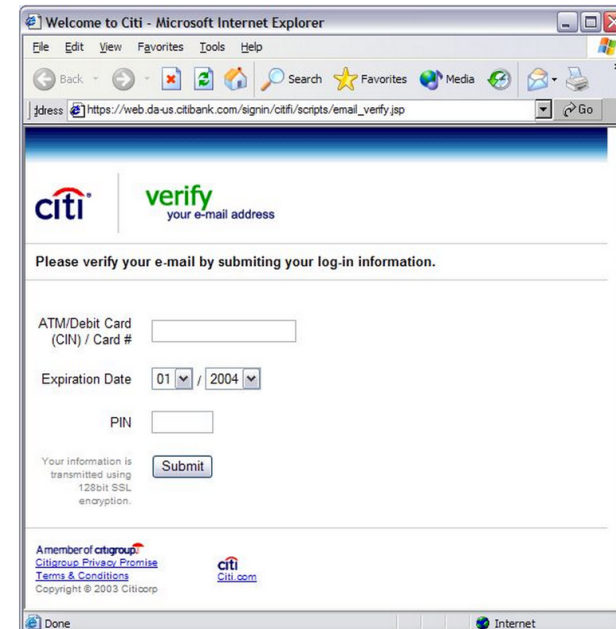 Welcome to Citi - Microsoft Internet Explorer
File Edit View Favorites Tools Help
Back Search Favorites Media
dress https://web.da-us.citibank.com/signin/citifi/scripts/email_verify.jsp Go
citi verify
your e-mail address
Please verify your e-mail by submiting your log-in information.
ATM/Debit Card
(CIN) / Card #
Expiration Date 01 / 2004
PIN
Your information is
transmitted using
128bit SSL
encryption.
Submit
A member of citigroup
Citigroup Privacy Promise
Terms & Conditions
Copyright © 2003 Citicorp
citi
Citi.com
Done Internet